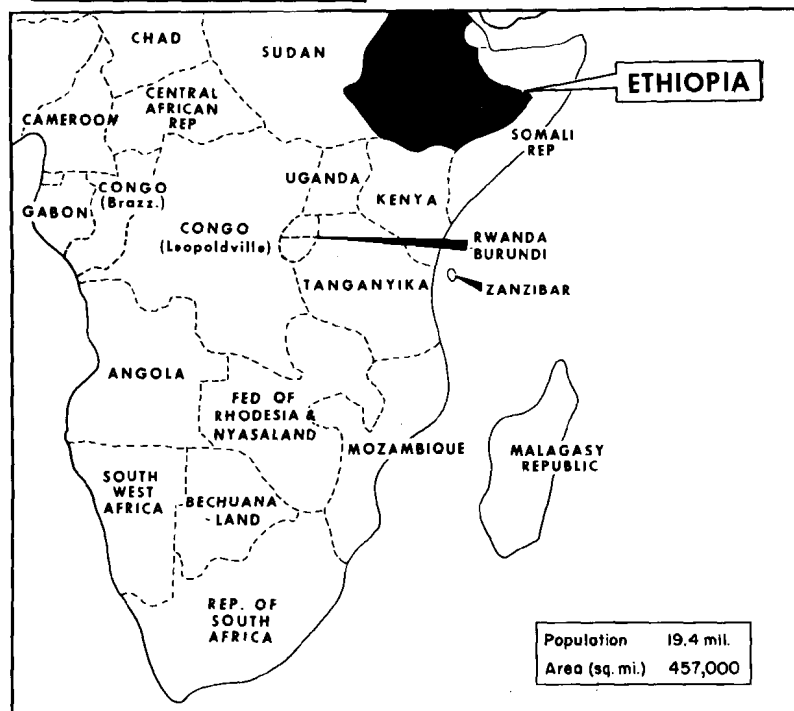 CHAD
SUDAN
ETHIOPIA
CENTRAL
AFRICAN
REP
CAMEROON
SOMALI
REP
UGANDA
KENYA
CONGO
(Brazz.)
GABON
CONGO
(Leopoldville)
RWANDA
BURUNDI
TANGANYIKA
ZANZIBAR
ANGOLA
FED OF
RHODESIA &
NYASALAND
MOZAMBIQUE
MALAGASY
REPUBLIC
SOUTH
WEST
AFRICA
BECHUANA
LAND
REP. OF
SOUTH
AFRICA
Population 19.4 mil.
Area (sq. mi.) 457,000